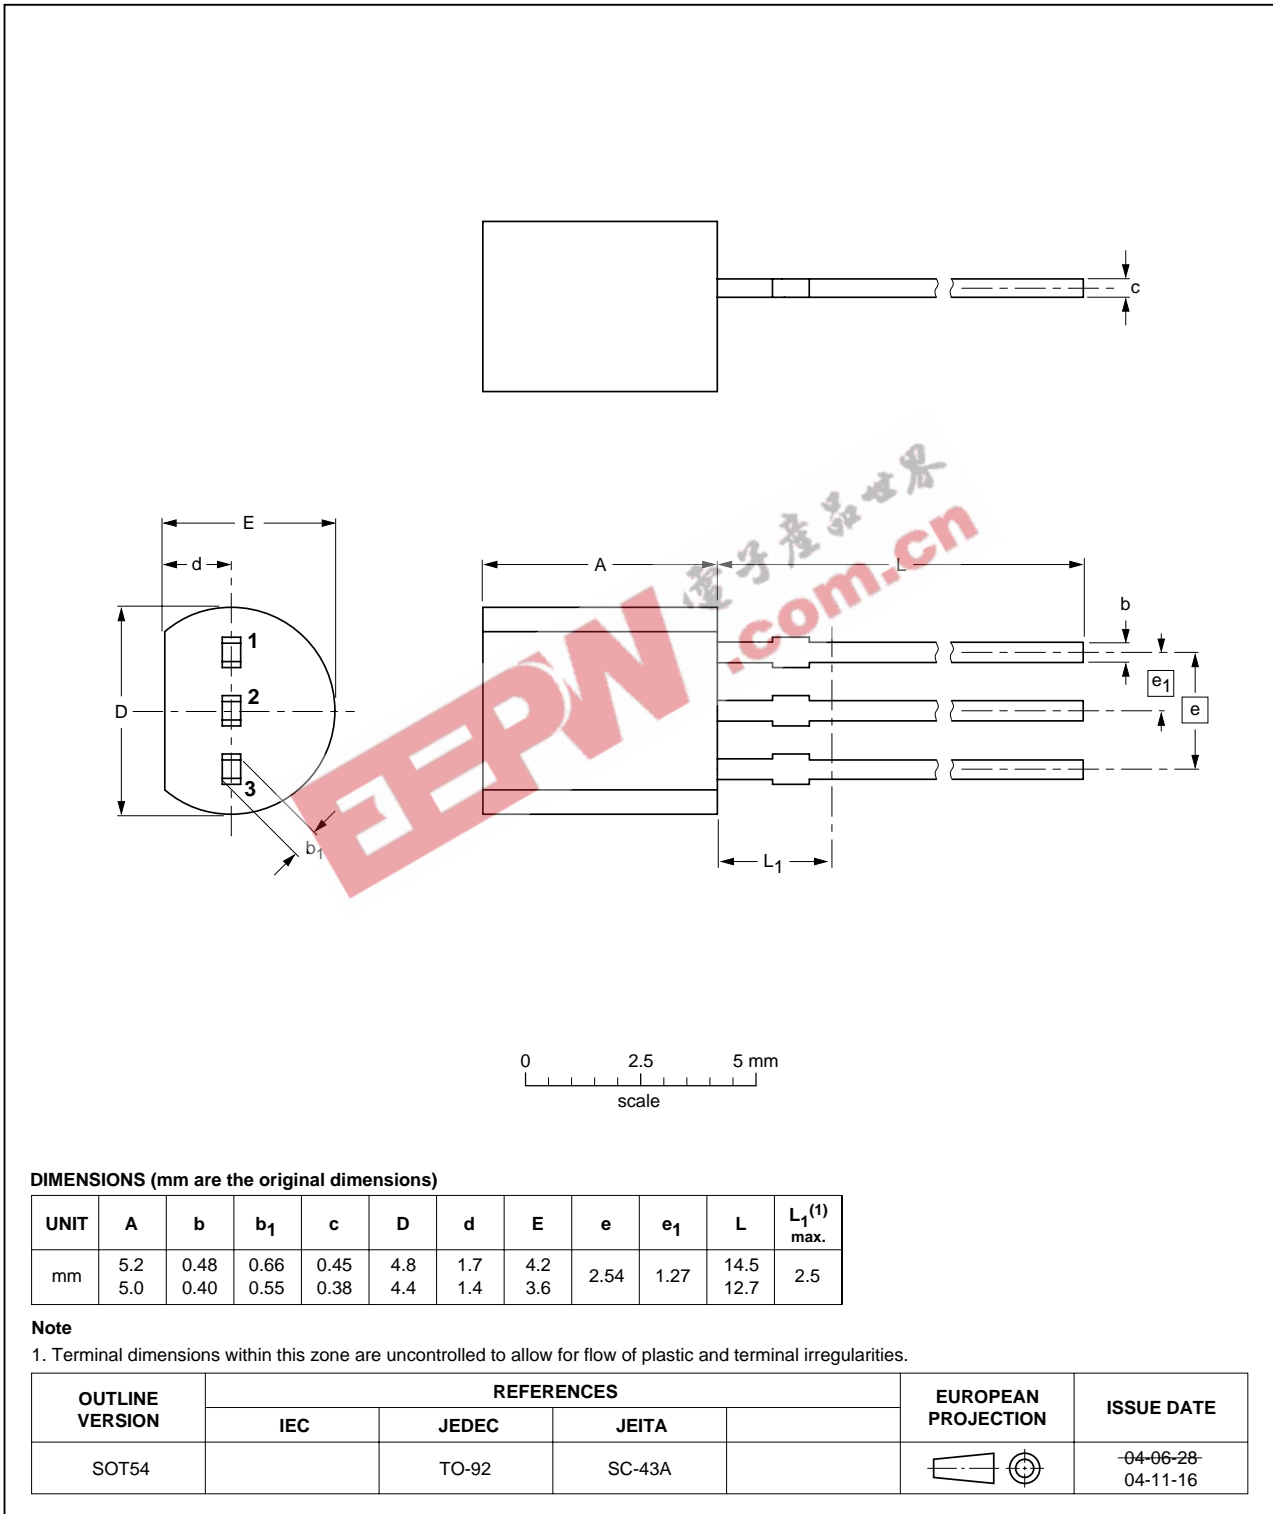 c
E
d
A
L
b
1
2
3
D
e1
e
b1
L1
電子產品世界
EEPW
.com.cn
0 2.5 5 mm
scale
DIMENSIONS (mm are the original dimensions)
UNIT A b b1 c D d E e e1 L L1(1) max.
mm 5.2 0.48 0.66 0.45 4.8 1.7 4.2 2.54 1.27 14.5 2.5
5.0 0.40 0.55 0.38 4.4 1.4 3.6 12.7
Note
1. Terminal dimensions within this zone are uncontrolled to allow for flow of plastic and terminal irregularities.
OUTLINE VERSION REFERENCES EUROPEAN PROJECTION ISSUE DATE
IEC JEDEC JEITA
SOT54 TO-92 SC-43A 04-06-28
04-11-16